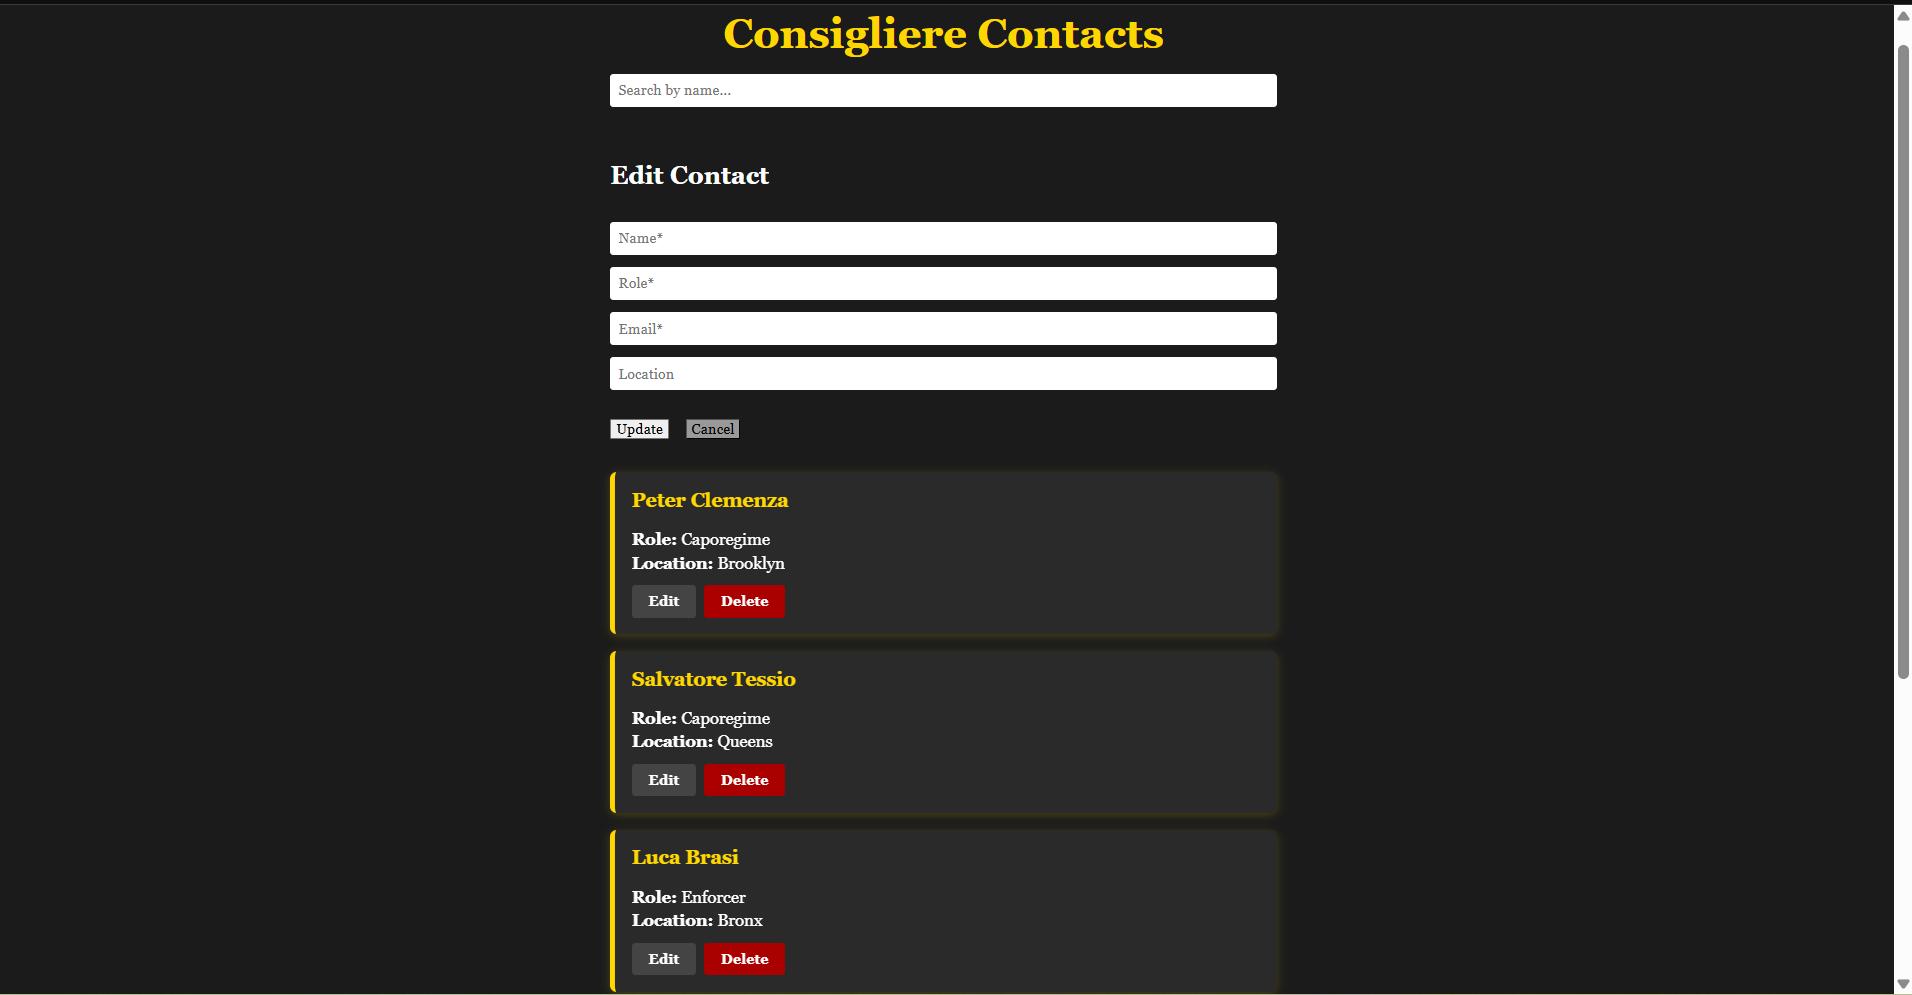 Consigliere Contacts
Search by name...
Edit Contact
Name*
Role*
Email*
Location
Update Cancel
Peter Clemenza
Role: Caporegime
Location: Brooklyn
Edit Delete
Salvatore Tessio
Role: Caporegime
Location: Queens
Edit Delete
Luca Brasi
Role: Enforcer
Location: Bronx
Edit Delete